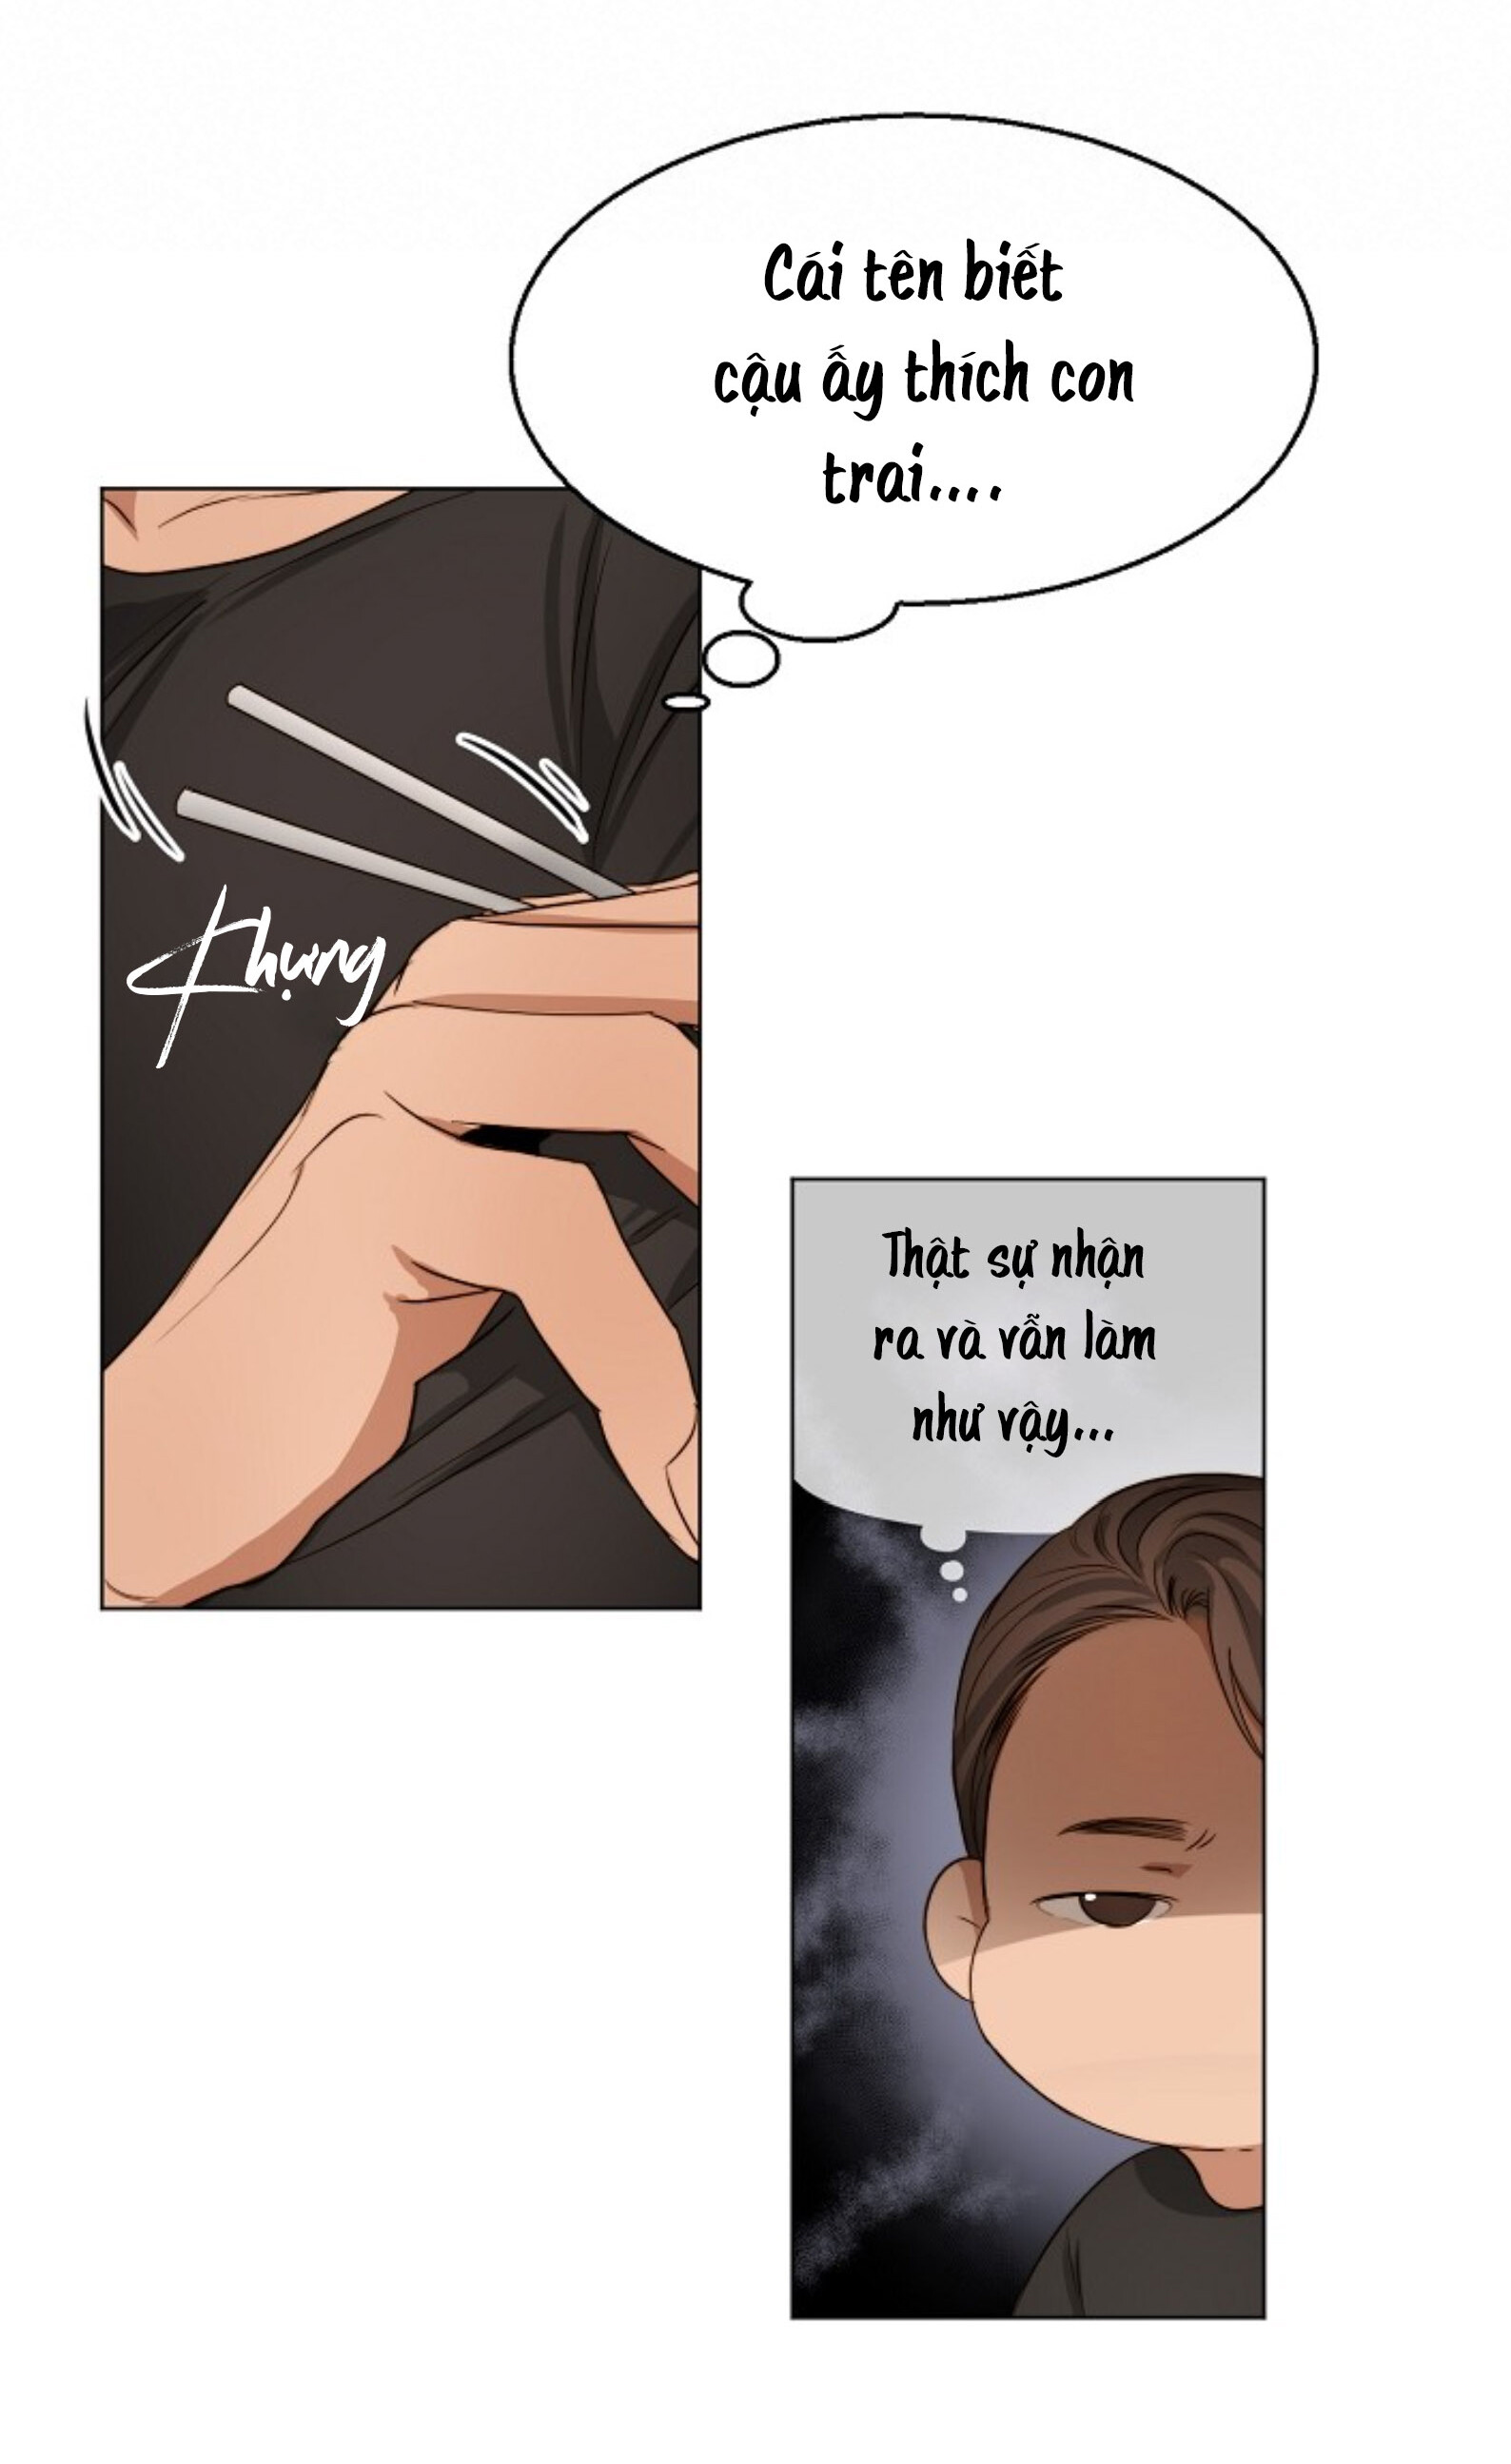 Cái tên biết
cậu ấy thích con
trai....
Khựng
Thật sự nhận
ra và vẫn làm
như vậy...